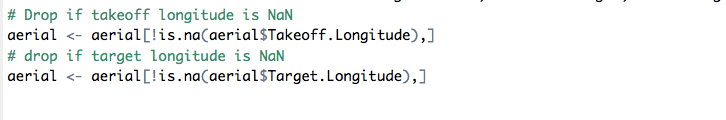 # Drop if takeoff longitude is NaN
aerial <- aerial[!is.na(aerial$Takeoff.Longitude),]
# drop if target longitude is NaN
aerial <- aerial[!is.na(aerial$Target.Longitude),]